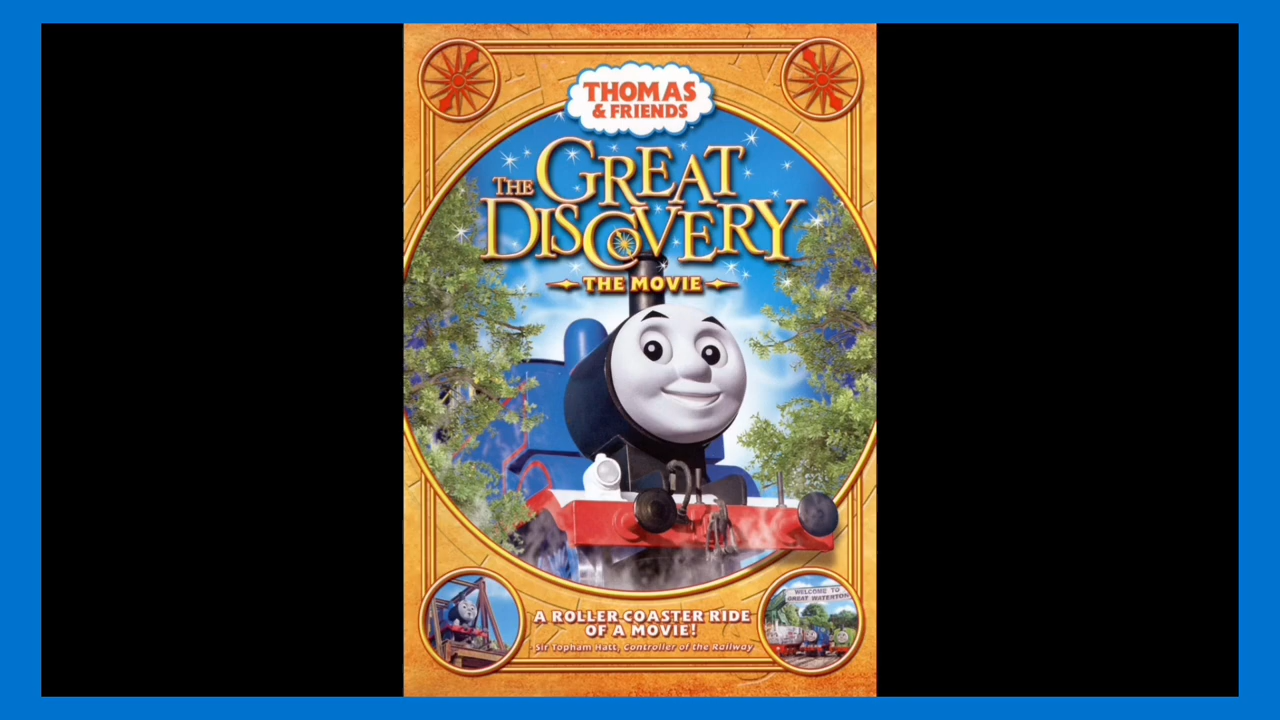 THOMAS
& FRIENDS
THE GREAT
DISCOVERY
THE MOVIE
A ROLLER COASTER RIDE
OF A MOVIE!
Sir Topham Hatt, Controller of the Railway
WELCOME TO
GREAT WATERTON